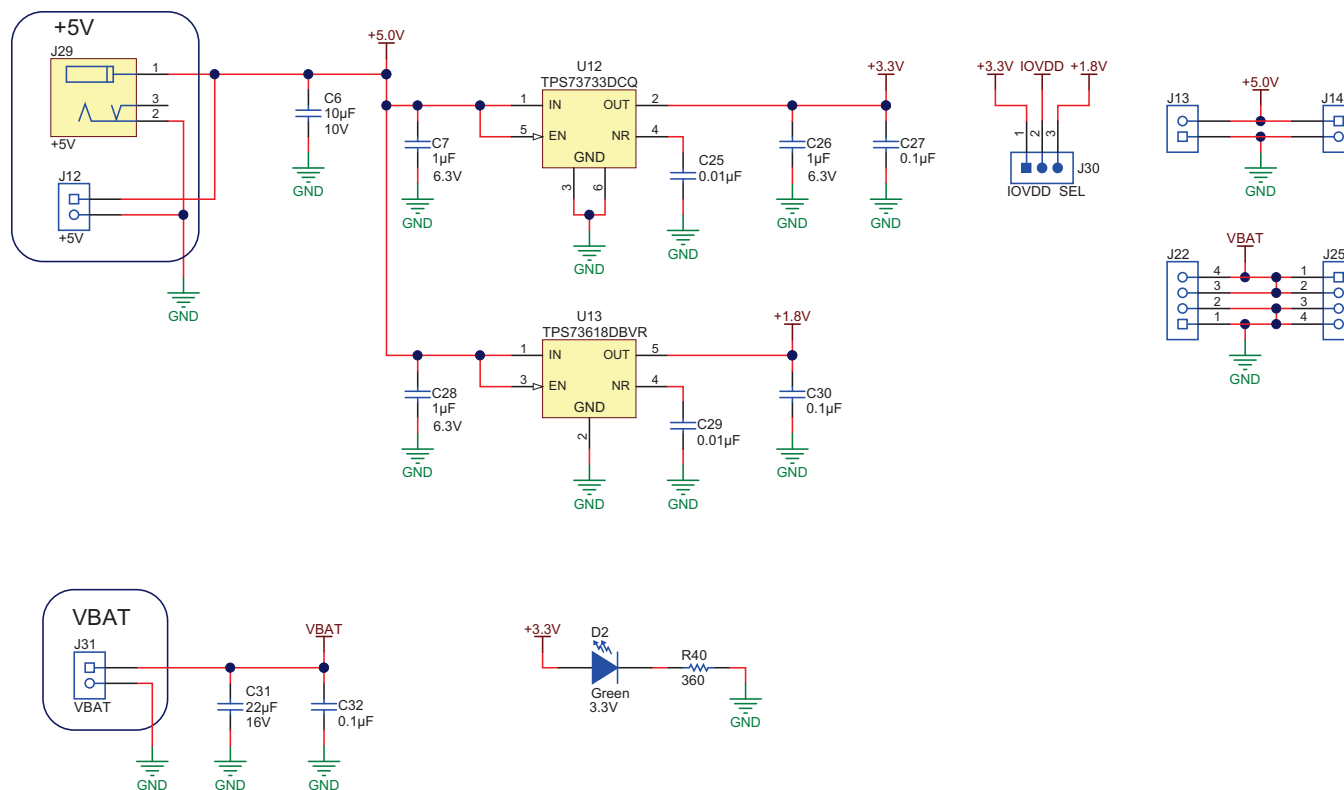 +5V
J29
1
3
2
+5V
J12
+5V
GND
+5.0V
C6
10µF
10V
GND
C7
1µF
6.3V
GND
U12
TPS73733DCQ
1 IN OUT 2
5 EN NR 4
GND
3 6
GND
C25
0.01µF
GND
+3.3V
C26
1µF
6.3V
GND
C27
0.1µF
GND
+3.3V IOVDD +1.8V
1 2 3
J30
IOVDD SEL
+5.0V
J13 J14
GND
VBAT
J22 J25
4 1
3 2
2 3
1 4
GND
C28
1µF
6.3V
GND
U13
TPS73618DBVR
1 IN OUT 5
3 EN NR 4
GND
2
GND
C29
0.01µF
GND
+1.8V
C30
0.1µF
GND
VBAT
J31
VBAT
GND
VBAT
C31
22µF
16V
GND
C32
0.1µF
GND
+3.3V
D2
Green
3.3V
R40
360
GND